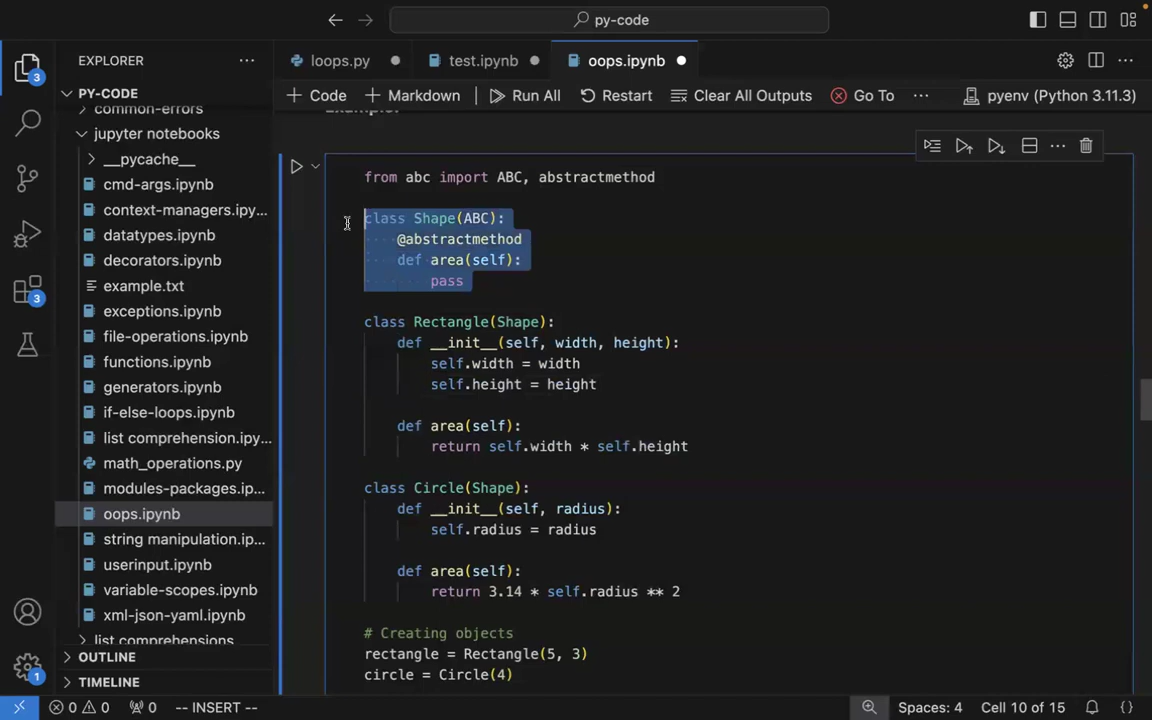 py-code
EXPLORER
loops.py
test.ipynb
oops.ipynb
PY-CODE
common-errors
jupyter notebooks
__pycache__
cmd-args.ipynb
context-managers.ipy...
datatypes.ipynb
decorators.ipynb
example.txt
exceptions.ipynb
file-operations.ipynb
functions.ipynb
generators.ipynb
if-else-loops.ipynb
list comprehension.ipy...
math_operations.py
modules-packages.ip...
oops.ipynb
string manipulation.ip...
userinput.ipynb
variable-scopes.ipynb
xml-json-yaml.ipynb
list comprehensions
OUTLINE
TIMELINE
3
3
1
Code
Markdown
Run All
Restart
Clear All Outputs
Go To
...
pyenv (Python 3.11.3)
Example:
from abc import ABC, abstractmethod
class Shape(ABC):
@abstractmethod
def area(self):
pass
class Rectangle(Shape):
def __init__(self, width, height):
self.width = width
self.height = height
def area(self):
return self.width * self.height
class Circle(Shape):
def __init__(self, radius):
self.radius = radius
def area(self):
return 3.14 * self.radius ** 2
# Creating objects
rectangle = Rectangle(5, 3)
circle = Circle(4)
0 0 0 -- INSERT --
Spaces: 4 Cell 10 of 15